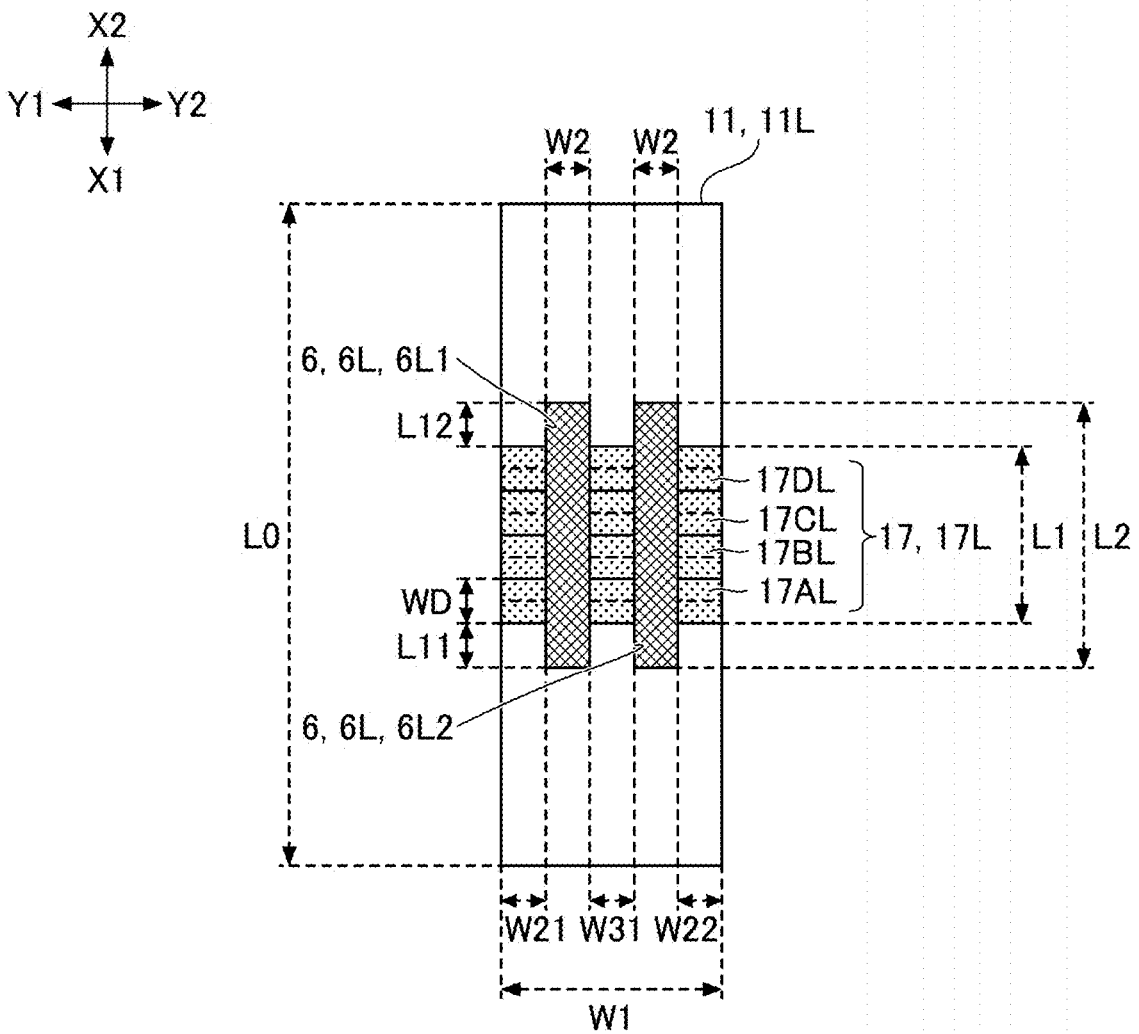 X2
Y1 Y2
X1
11, 11L
W2 W2
6, 6L, 6L1
L12
17DL
17CL
L0 17, 17L L1 L2
17BL
WD 17AL
L11
6, 6L, 6L2
W21 W31 W22
W1